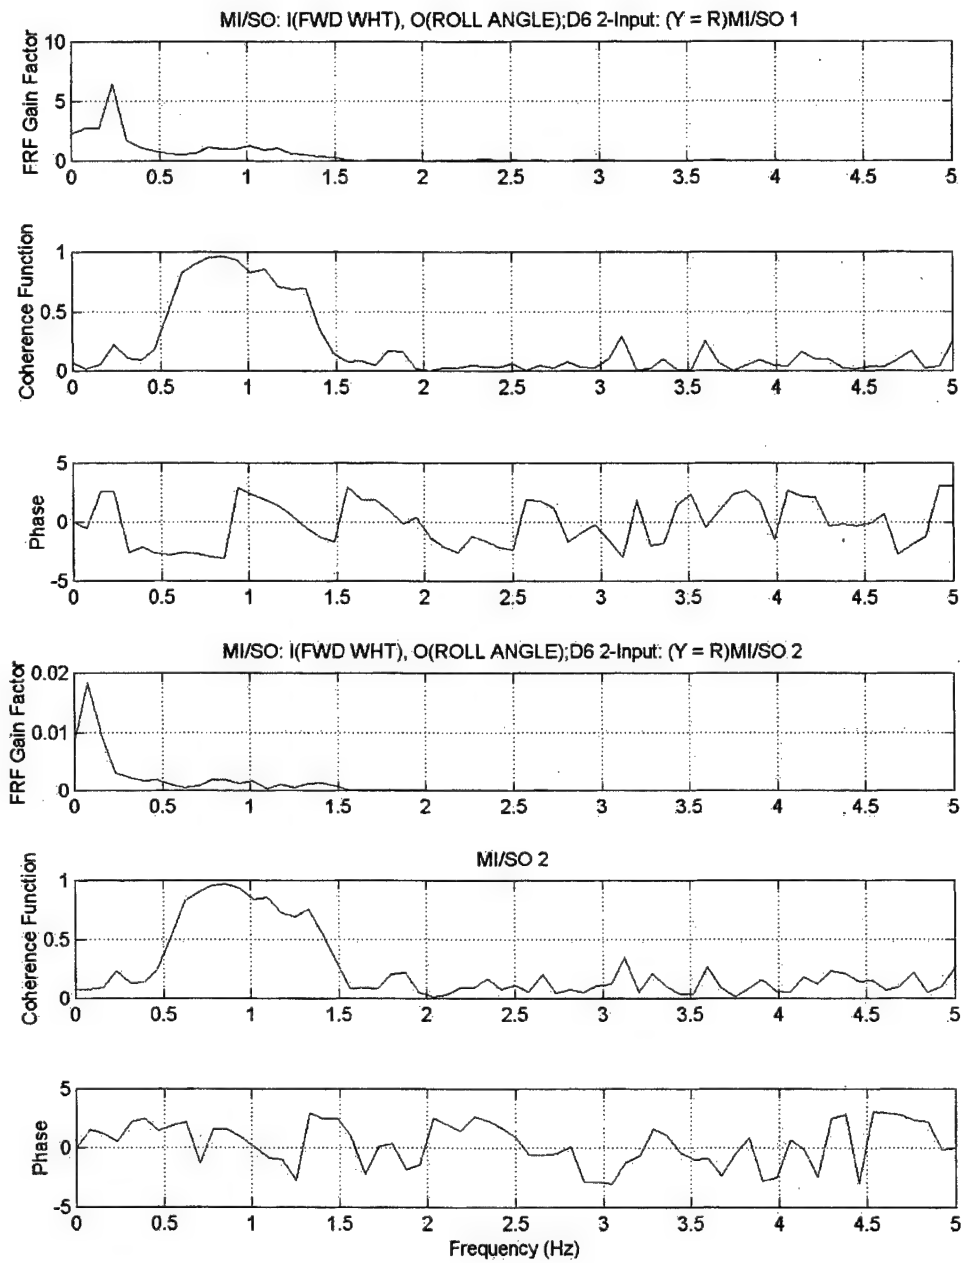 MI/SO: I(FWD WHT), O(ROLL ANGLE);D6 2-Input: (Y = R)MI/SO 1
FRF Gain Factor
10
5
0
0 0.5 1 1.5 2 2.5 3 3.5 4 4.5 5
Coherence Function
1
0.5
0
0 0.5 1 1.5 2 2.5 3 3.5 4 4.5 5
Phase
5
0
-5
0 0.5 1 1.5 2 2.5 3 3.5 4 4.5 5
MI/SO: I(FWD WHT), O(ROLL ANGLE);D6 2-Input: (Y = R)MI/SO 2
FRF Gain Factor
0.02
0.01
0
0 0.5 1 1.5 2 2.5 3 3.5 4 4.5 5
MI/SO 2
Coherence Function
1
0.5
0
0 0.5 1 1.5 2 2.5 3 3.5 4 4.5 5
Phase
5
0
-5
0 0.5 1 1.5 2 2.5 3 3.5 4 4.5 5
Frequency (Hz)